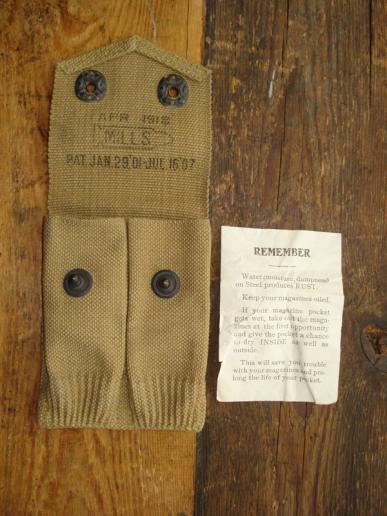 APR 1918
MILLS
PAT. JAN. 29. '01-JUL 16 '07
REMEMBER
Water (moisture, dampness)
on Steel produces RUST.
Keep your magazines oiled.
If your magazine pocket
gets wet, take out the maga-
zines at the first opportunity
and give the pocket a chance
to dry INSIDE as well as
outside.
This will save you trouble
with your magazines and pro-
long the life of your pocket.